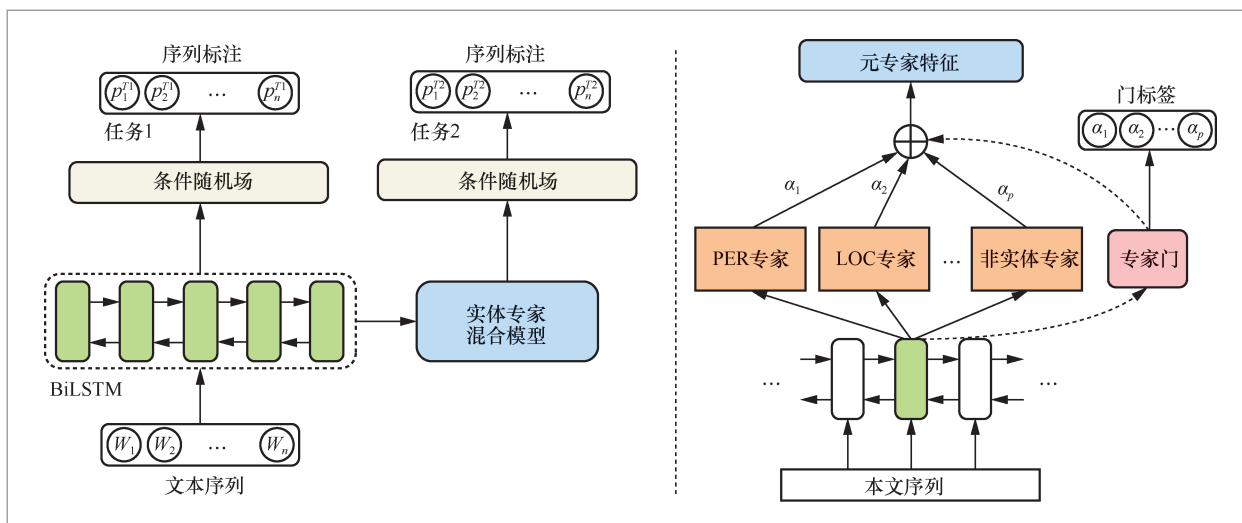 序列标注
p₁ᵀ¹ p₂ᵀ¹ … pₙᵀ¹
任务1
条件随机场
BiLSTM
W₁ W₂ … Wₙ
文本序列
序列标注
p₁ᵀ² p₂ᵀ² … pₙᵀ²
任务2
条件随机场
实体专家
混合模型
元专家特征
门标签
α₁ α₂ … αₚ
α₁ α₂ αₚ
PER专家 LOC专家 … 非实体专家 专家门
… …
本文序列